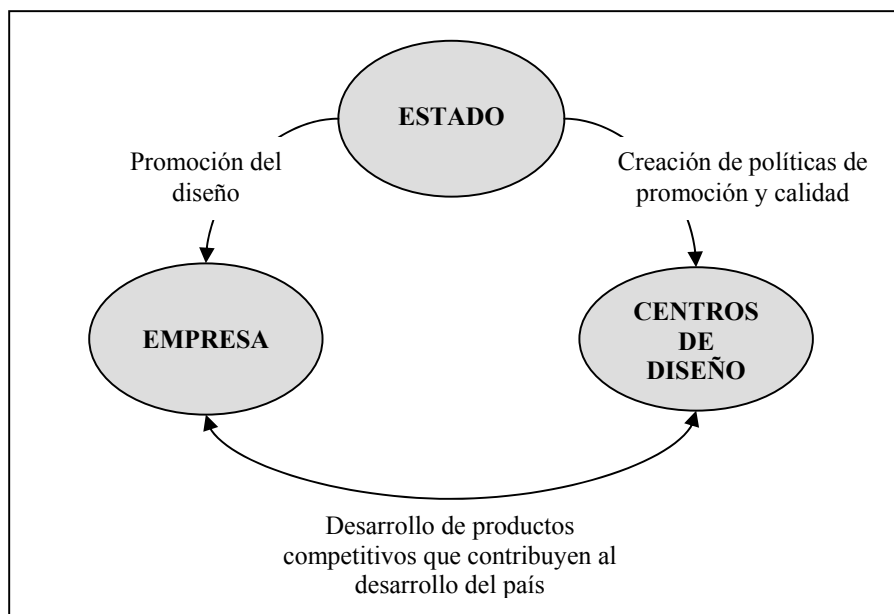 ESTADO
Promoción del
diseño
Creación de políticas de
promoción y calidad
EMPRESA
CENTROS
DE
DISEÑO
Desarrollo de productos
competitivos que contribuyen al
desarrollo del país